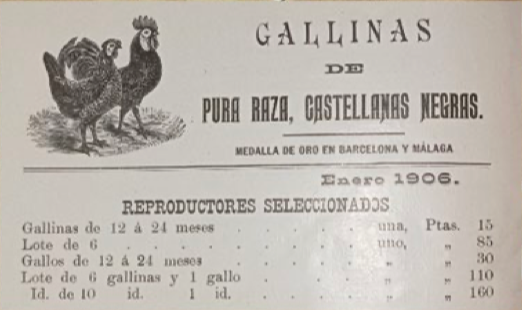 GALLINAS
DE
PURA RAZA, CASTELLANAS NEGRAS.
MEDALLA DE ORO EN BARCELONA Y MÁLAGA
Enero 1906.
REPRODUCTORES SELECCIONADOS
Gallinas de 12 á 24 meses . . . . . una, Ptas. 15
Lote de 6 . . . . . . . . uno, „ 85
Gallos de 12 á 24 meses . . . . . „ „ 30
Lote de 6 gallinas y 1 gallo . . . . „ „ 110
Id. de 10 id. 1 id. . . . . „ „ 160